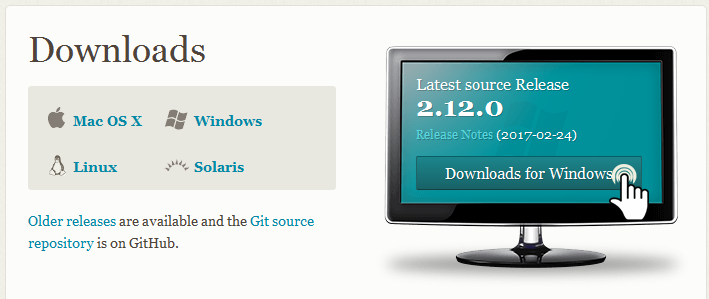 Downloads
Mac OS X
Windows
Linux
Solaris
Older releases are available and the Git source
repository is on GitHub.
Latest source Release
2.12.0
Release Notes (2017-02-24)
Downloads for Windows